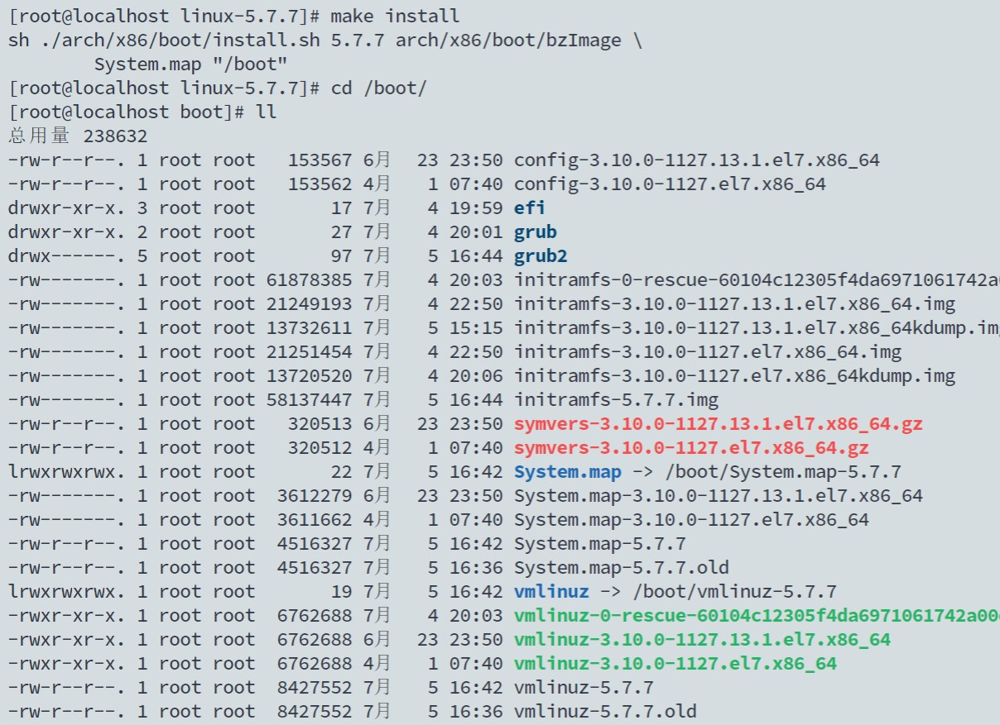 [root@localhost linux-5.7.7]# make install
sh ./arch/x86/boot/install.sh 5.7.7 arch/x86/boot/bzImage \
        System.map "/boot"
[root@localhost linux-5.7.7]# cd /boot/
[root@localhost boot]# ll
总用量 238632
-rw-r--r--. 1 root root   153567 6月   23 23:50 config-3.10.0-1127.13.1.el7.x86_64
-rw-r--r--. 1 root root   153562 4月    1 07:40 config-3.10.0-1127.el7.x86_64
drwxr-xr-x. 3 root root       17 7月    4 19:59 efi
drwxr-xr-x. 2 root root       27 7月    4 20:01 grub
drwx------. 5 root root       97 7月    5 16:44 grub2
-rw-------. 1 root root 61878385 7月    4 20:03 initramfs-0-rescue-60104c12305f4da6971061742a0
-rw-------. 1 root root 21249193 7月    4 22:50 initramfs-3.10.0-1127.13.1.el7.x86_64.img
-rw-------. 1 root root 13732611 7月    5 15:15 initramfs-3.10.0-1127.13.1.el7.x86_64kdump.img
-rw-------. 1 root root 21251454 7月    4 22:50 initramfs-3.10.0-1127.el7.x86_64.img
-rw-------. 1 root root 13720520 7月    4 20:06 initramfs-3.10.0-1127.el7.x86_64kdump.img
-rw-------. 1 root root 58137447 7月    5 16:44 initramfs-5.7.7.img
-rw-r--r--. 1 root root   320513 6月   23 23:50 symvers-3.10.0-1127.13.1.el7.x86_64.gz
-rw-r--r--. 1 root root   320512 4月    1 07:40 symvers-3.10.0-1127.el7.x86_64.gz
lrwxrwxrwx. 1 root root       22 7月    5 16:42 System.map -> /boot/System.map-5.7.7
-rw-------. 1 root root  3612279 6月   23 23:50 System.map-3.10.0-1127.13.1.el7.x86_64
-rw-------. 1 root root  3611662 4月    1 07:40 System.map-3.10.0-1127.el7.x86_64
-rw-r--r--. 1 root root  4516327 7月    5 16:42 System.map-5.7.7
-rw-r--r--. 1 root root  4516327 7月    5 16:36 System.map-5.7.7.old
lrwxrwxrwx. 1 root root       19 7月    5 16:42 vmlinuz -> /boot/vmlinuz-5.7.7
-rwxr-xr-x. 1 root root  6762688 7月    4 20:03 vmlinuz-0-rescue-60104c12305f4da6971061742a00
-rwxr-xr-x. 1 root root  6762688 6月   23 23:50 vmlinuz-3.10.0-1127.13.1.el7.x86_64
-rwxr-xr-x. 1 root root  6762688 4月    1 07:40 vmlinuz-3.10.0-1127.el7.x86_64
-rw-r--r--. 1 root root  8427552 7月    5 16:42 vmlinuz-5.7.7
-rw-r--r--. 1 root root  8427552 7月    5 16:36 vmlinuz-5.7.7.old